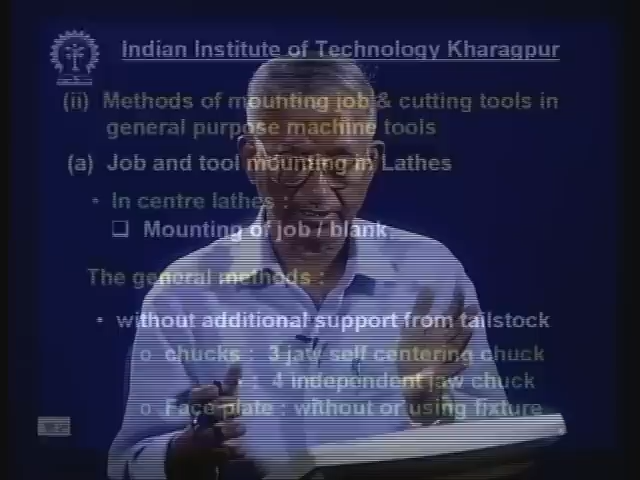 Indian Institute of Technology Kharagpur
(ii) Methods of mounting job & cutting tools in
general purpose machine tools
(a) Job and tool mounting in Lathes
• In centre lathes :
❑ Mounting of job / blank
The general methods :
• without additional support from tailstock
o chucks : 3 jaw self centering chuck
: 4 independent jaw chuck
o Face plate : without or using fixture